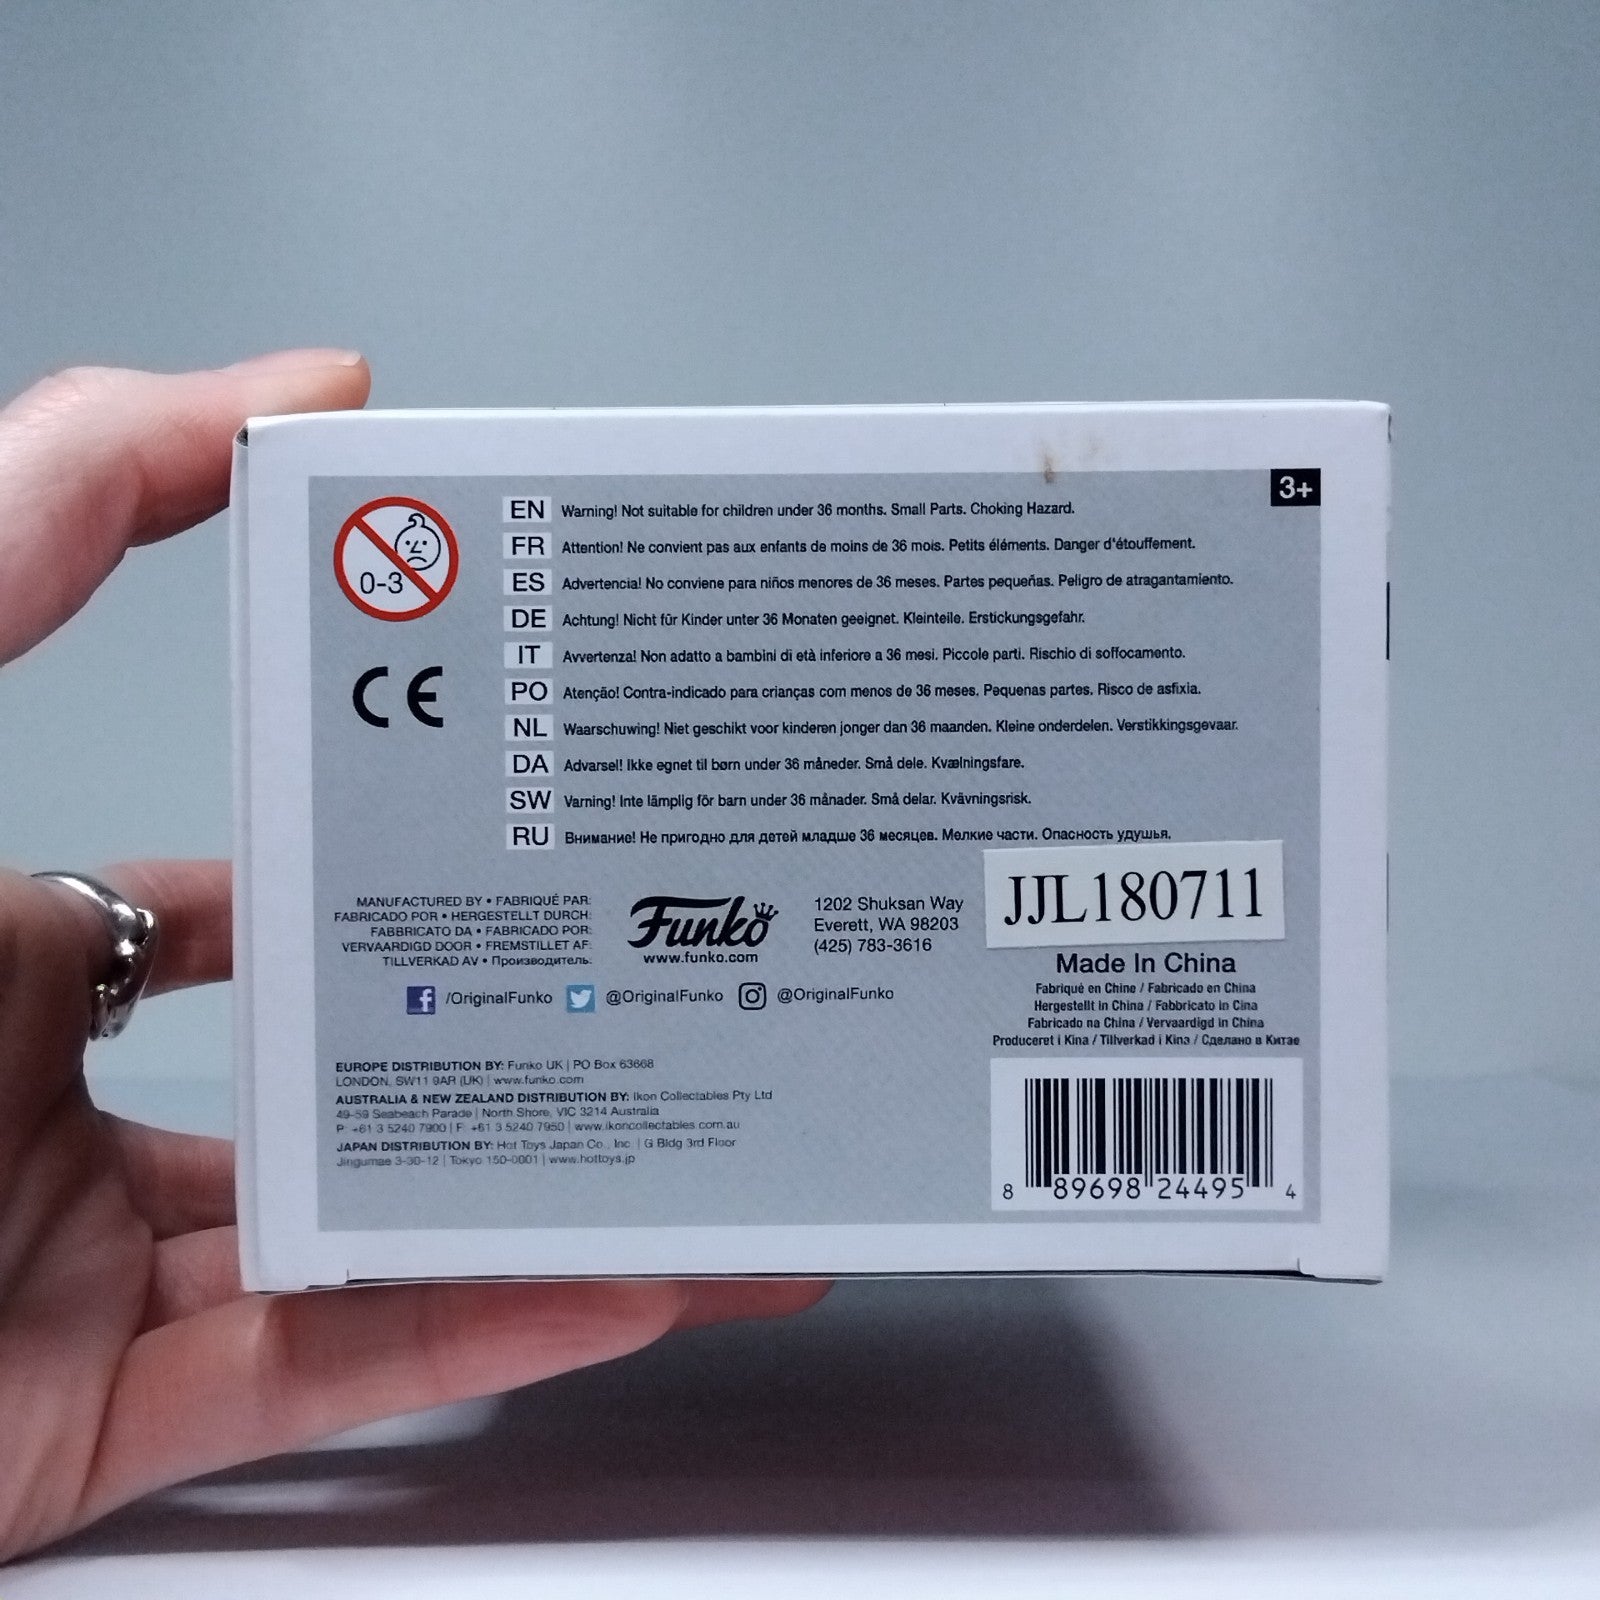 3+
0-3
CE
EN Warning! Not suitable for children under 36 months. Small Parts. Choking Hazard.
FR Attention! Ne convient pas aux enfants de moins de 36 mois. Petits éléments. Danger d'étouffement.
ES Advertencia! No conviene para niños menores de 36 meses. Partes pequeñas. Peligro de atragantamiento.
DE Achtung! Nicht für Kinder unter 36 Monaten geeignet. Kleinteile. Erstickungsgefahr.
IT Avvertenza! Non adatto a bambini di età inferiore a 36 mesi. Piccole parti. Rischio di soffocamento.
PO Atenção! Contra-indicado para crianças com menos de 36 meses. Pequenas partes. Risco de asfixia.
NL Waarschuwing! Niet geschikt voor kinderen jonger dan 36 maanden. Kleine onderdelen. Verstikkingsgevaar.
DA Advarsel! Ikke egnet til børn under 36 måneder. Små dele. Kvælningsfare.
SW Varning! Inte lämplig för barn under 36 månader. Små delar. Kvävningsrisk.
RU Внимание! Не пригодно для детей младше 36 месяцев. Мелкие части. Опасность удушья.
MANUFACTURED BY • FABRIQUÉ PAR:
FABRICADO POR • HERGESTELLT DURCH:
FABBRICATO DA • FABRICADO POR:
VERVAARDIGD DOOR • FREMSTILLET AF:
TILLVERKAD AV • Производитель:
Funko
www.funko.com
1202 Shuksan Way
Everett, WA 98203
(425) 783-3616
/OriginalFunko @OriginalFunko @OriginalFunko
JJL180711
Made In China
Fabriqué en Chine / Fabricado en China
Hergestellt in China / Fabbricato in Cina
Fabricado na China / Vervaardigd in China
Produceret i Kina / Tillverkad i Kina / Сделано в Китае
EUROPE DISTRIBUTION BY: Funko UK | PO Box 63668
LONDON, SW11 9AR (UK) | www.funko.com
AUSTRALIA & NEW ZEALAND DISTRIBUTION BY: Ikon Collectables Pty Ltd
49-59 Seabeach Parade | North Shore, VIC 3214 Australia
P: +61 3 5240 7900 | F: +61 3 5240 7950 | www.ikoncollectables.com.au
JAPAN DISTRIBUTION BY: Hot Toys Japan Co., Inc. | G Bldg 3rd Floor
Jingumae 3-30-12 | Tokyo 150-0001 | www.hottoys.jp
8 89698 24495 4